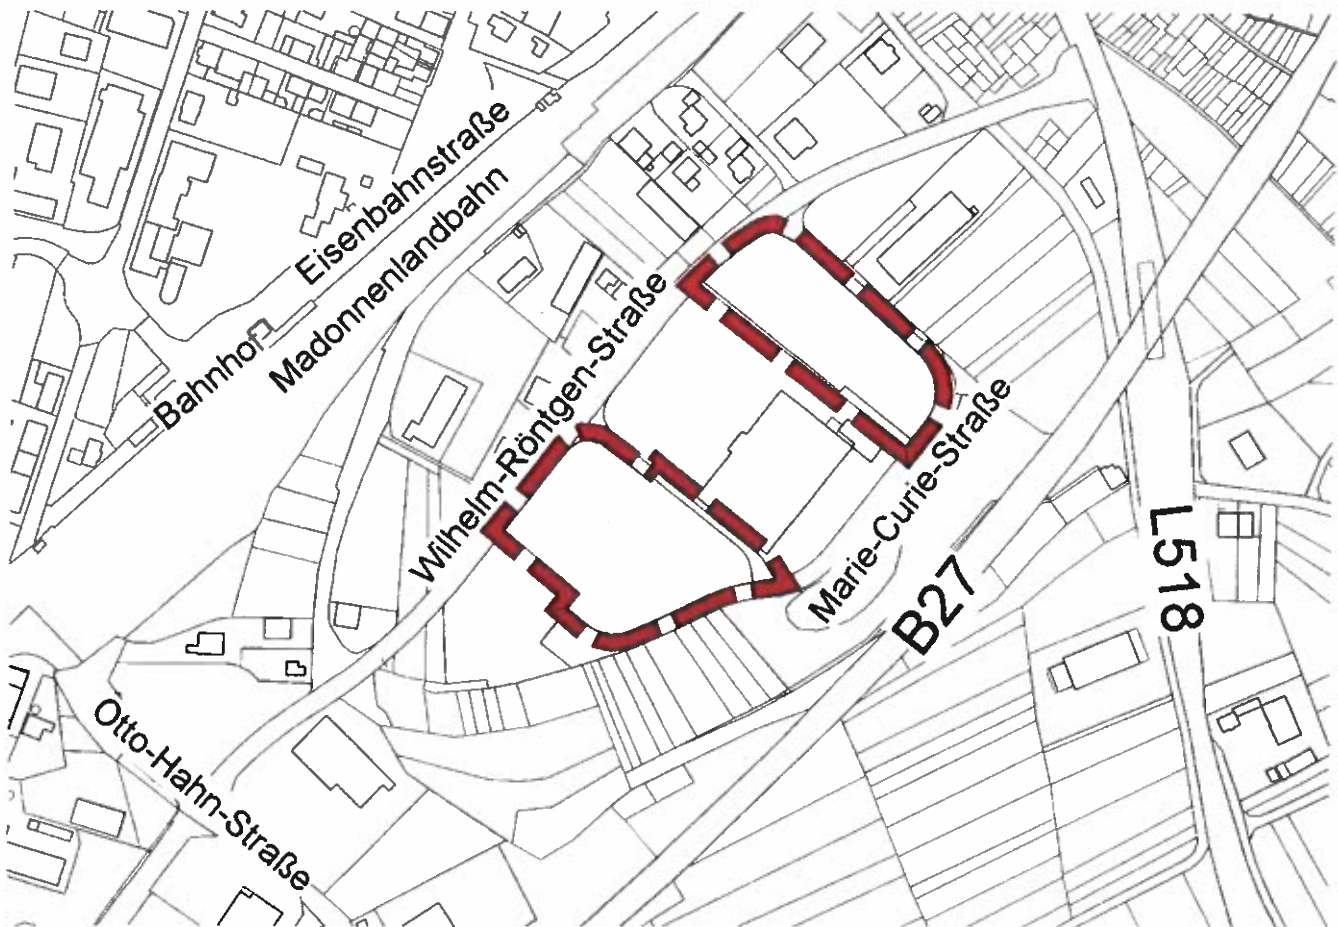 Eisenbahnstraße
Madonnenlandbahn
Bahnhof
Wilhelm-Röntgen-Straße
Marie-Curie-Straße
B27
L518
Otto-Hahn-Straße